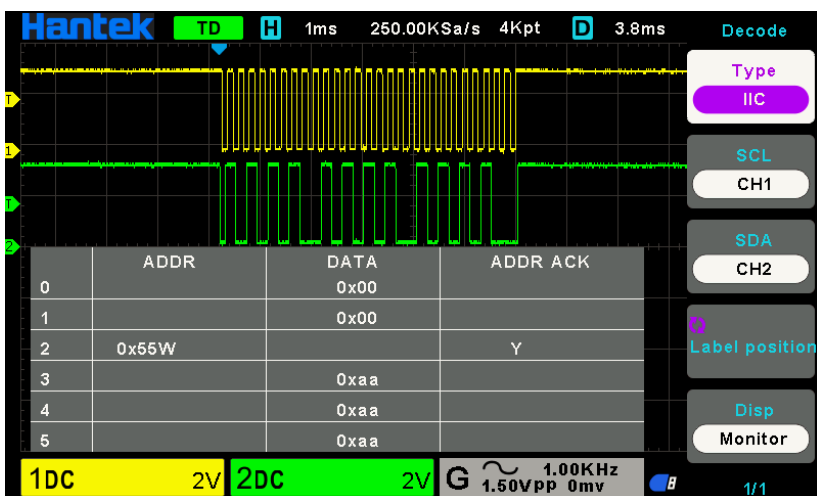 Hantek TD H 1ms 250.00KSa/s 4Kpt D 3.8ms Decode
Type
IIC
T
1
SCL
CH1
T
2
SDA
CH2
ADDR DATA ADDR ACK
0 0x00
1 0x00
2 0x55W Y
Label position
3 0xaa
4 0xaa
5 0xaa
Disp
Monitor
1DC 2V 2DC 2V G 1.00KHz
1.50Vpp 0mv
1/1